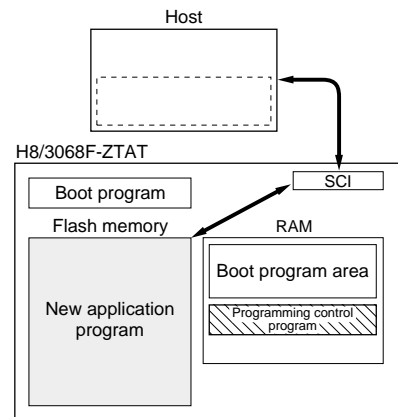 Host
H8/3068F-ZTAT
SCI
Boot program
Flash memory
RAM
New application
program
Boot program area
Programming control
program